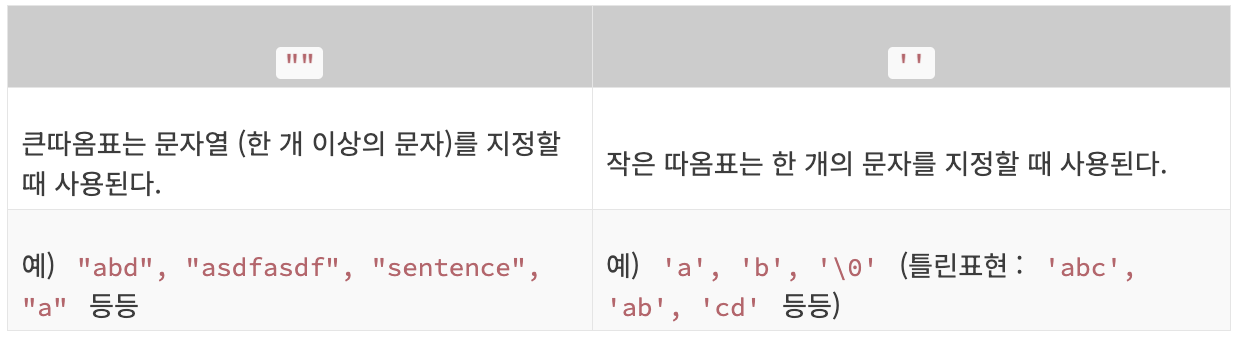 ""
''
큰따옴표는 문자열 (한 개 이상의 문자)를 지정할
때 사용된다.
작은 따옴표는 한 개의 문자를 지정할 때 사용된다.
예) "abd", "asdfasdf", "sentence",
"a" 등등
예) 'a', 'b', '\0' (틀린표현 : 'abc',
'ab', 'cd' 등등)